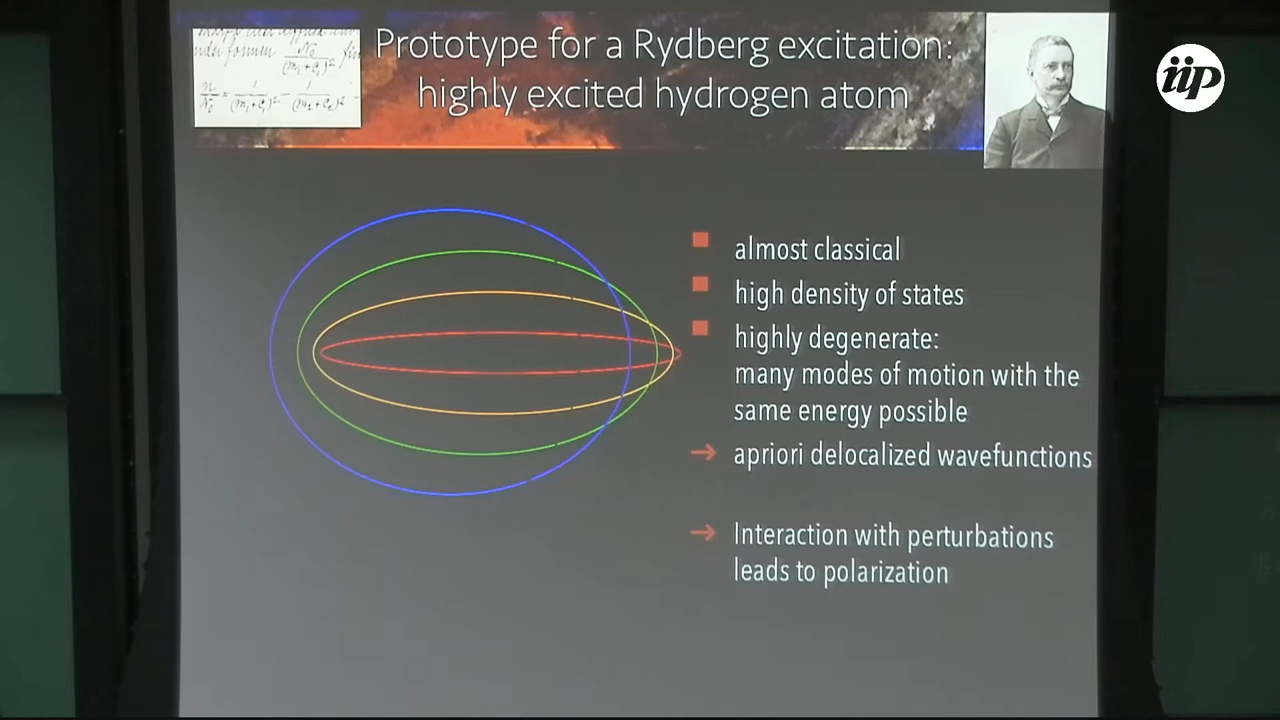 Prototype for a Rydberg excitation:
highly excited hydrogen atom
iip
almost classical
high density of states
highly degenerate:
many modes of motion with the
same energy possible
→ apriori delocalized wavefunctions
→ Interaction with perturbations
leads to polarization